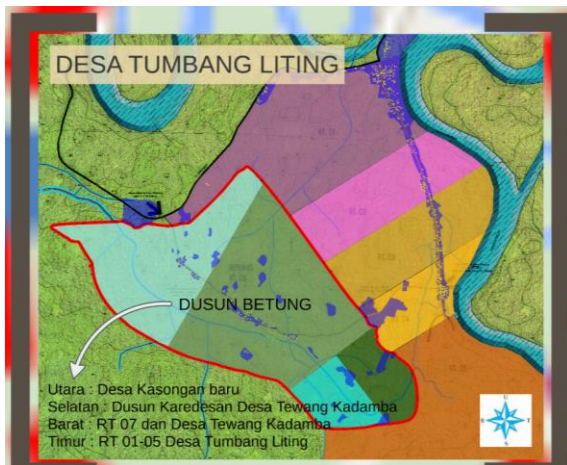 DESA TUMBANG LITING
DUSUN BETUNG
Utara : Desa Kasongan baru
Selatan : Dusun Karedesan Desa Tewang Kadamba
Barat : RT 07 dan Desa Tewang Kadamba
Timur : RT 01-05 Desa Tumbang Liting
U
B
T
S